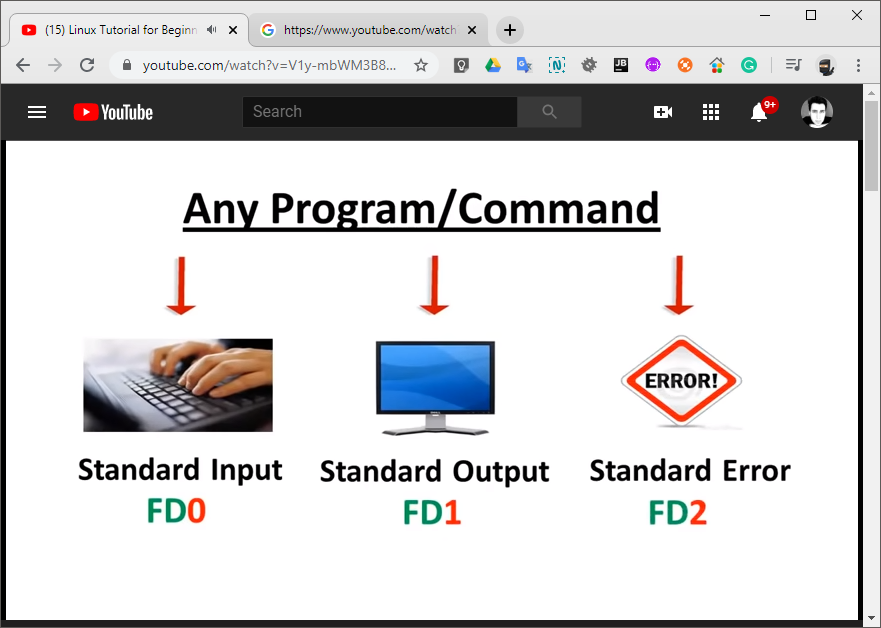 (15) Linux Tutorial for Beginn
https://www.youtube.com/watch
youtube.com/watch?v=V1y-mbWM3B8...
JB
YouTube
Search
9+
Any Program/Command
ERROR!
Standard Input
Standard Output
Standard Error
FD0
FD1
FD2